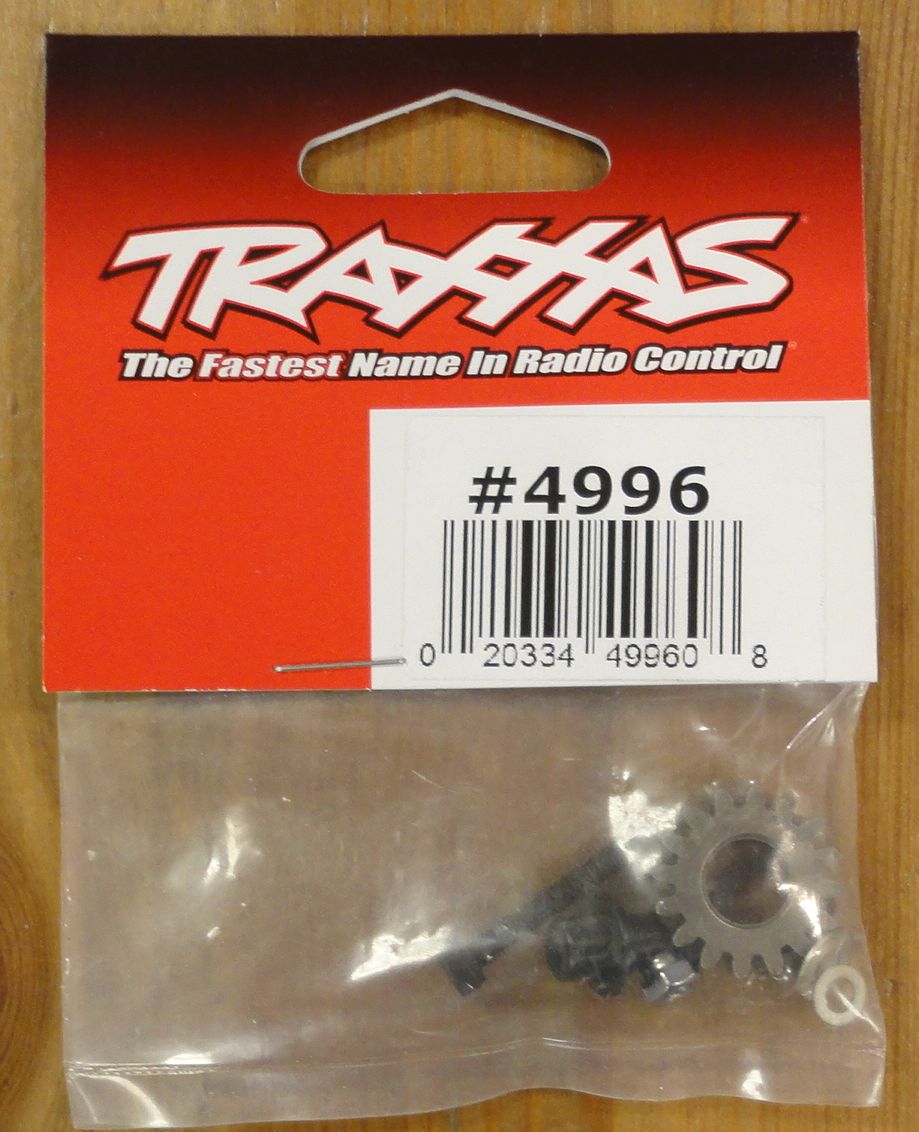 TRAXXAS
The Fastest Name In Radio Control
#4996
0 20334 49960 8